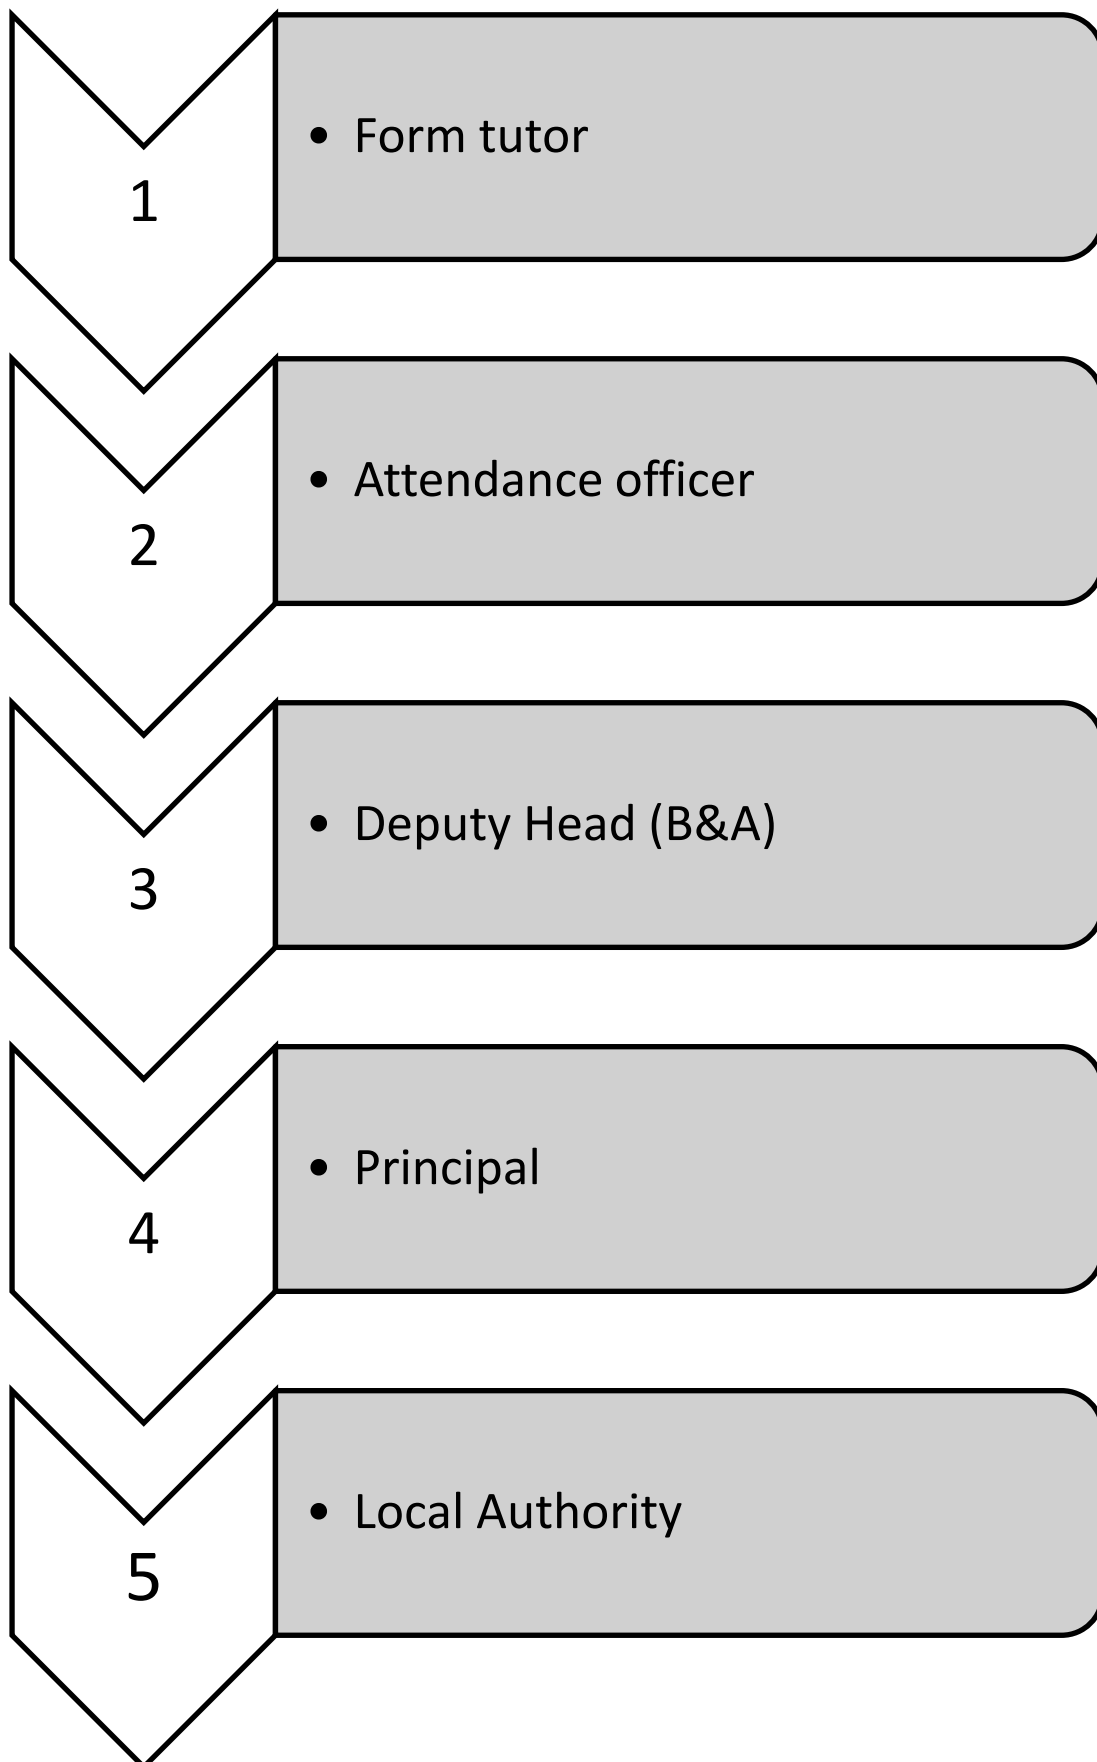 1
• Form tutor
2
• Attendance officer
3
• Deputy Head (B&A)
4
• Principal
5
• Local Authority